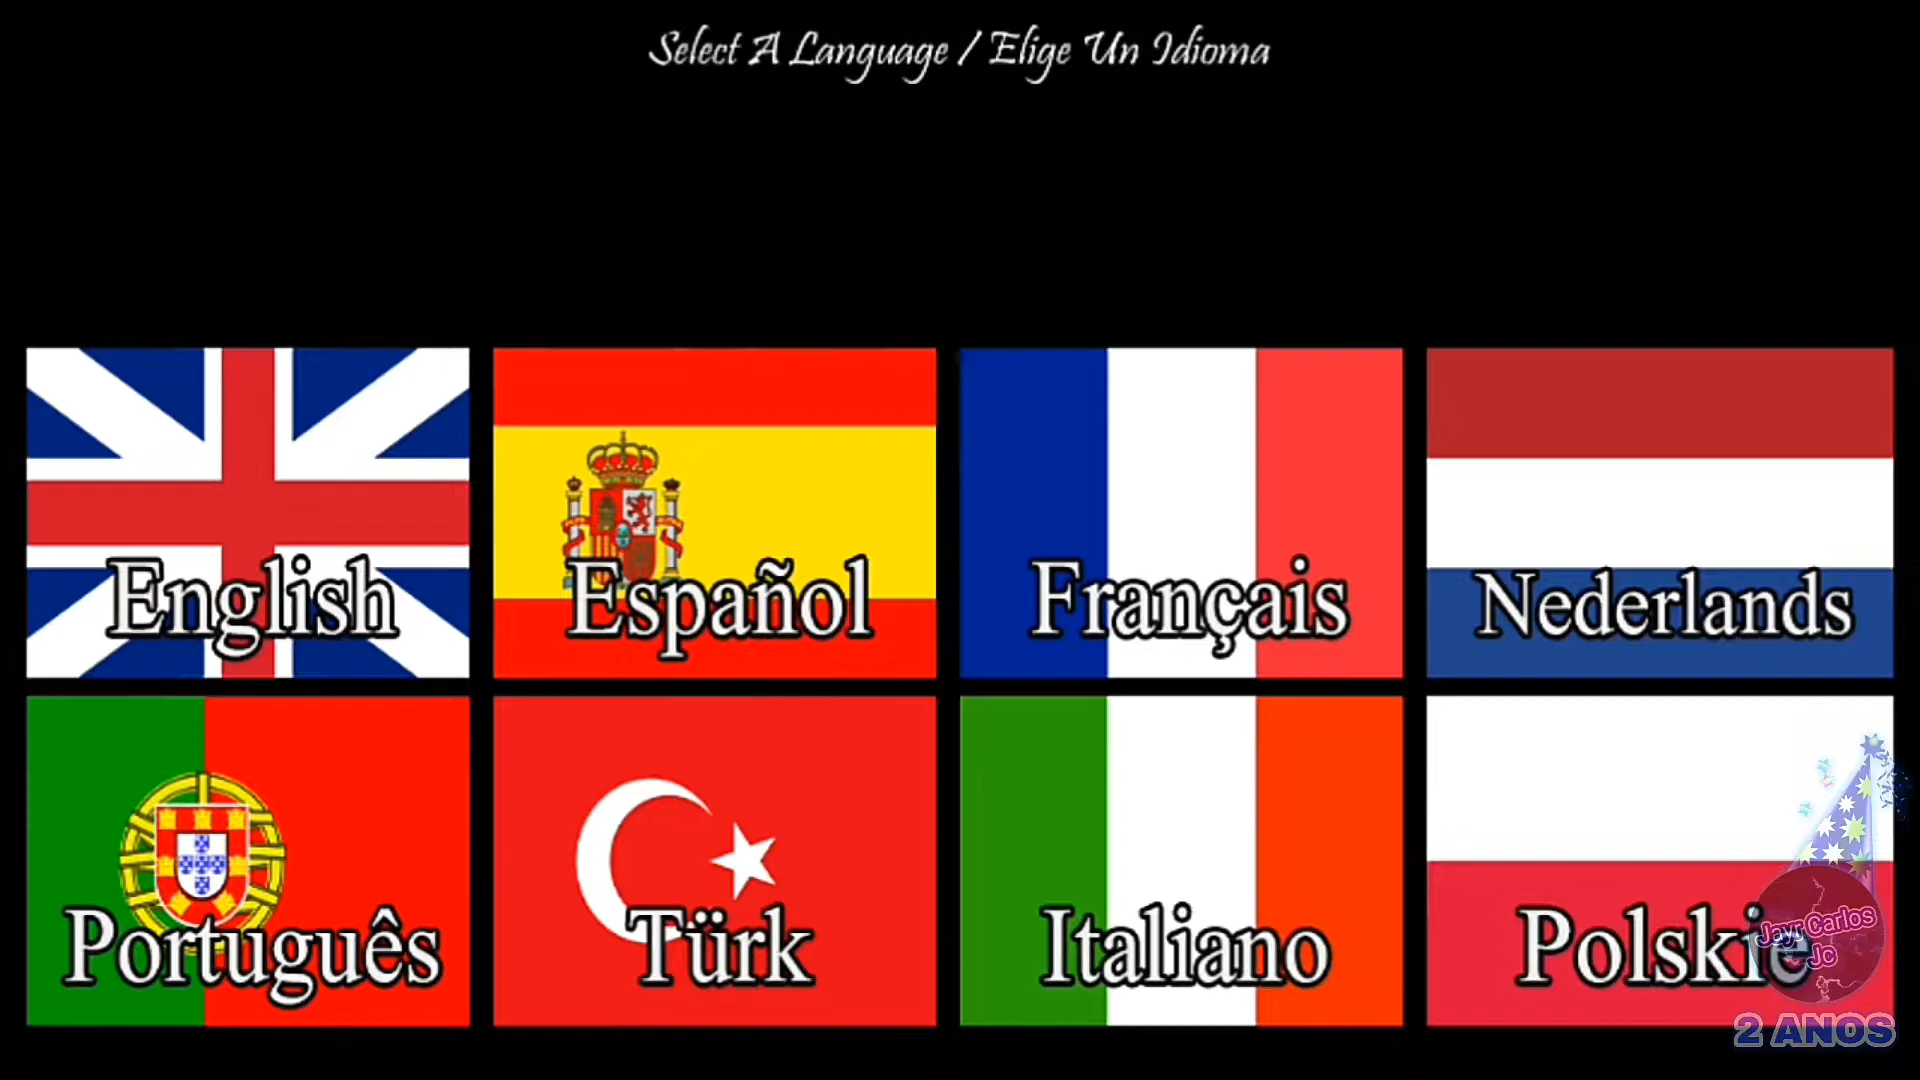 Select A Language / Elige Un Idioma
English
Español
Français
Nederlands
Português
Türk
Italiano
Polskie
Jayr Carlos
Jc
2 ANOS